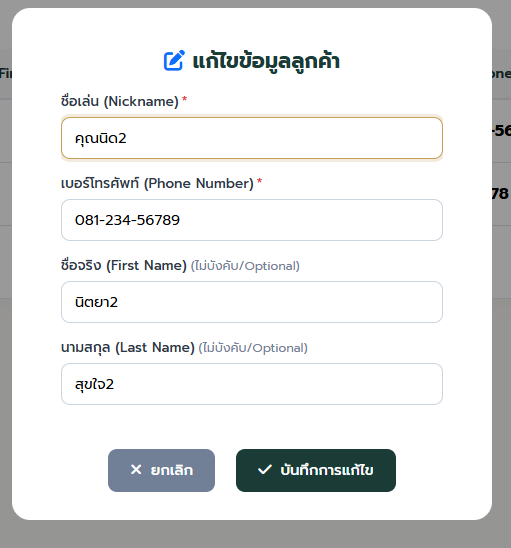 แก้ไขข้อมูลลูกค้า
ชื่อเล่น (Nickname) *
คุณนิด2
-56
เบอร์โทรศัพท์ (Phone Number) *
78
081-234-56789
ชื่อจริง (First Name) (ไม่บังคับ/Optional)
นิตยา2
นามสกุล (Last Name) (ไม่บังคับ/Optional)
สุขใจ2
ยกเลิก
บันทึกการแก้ไข